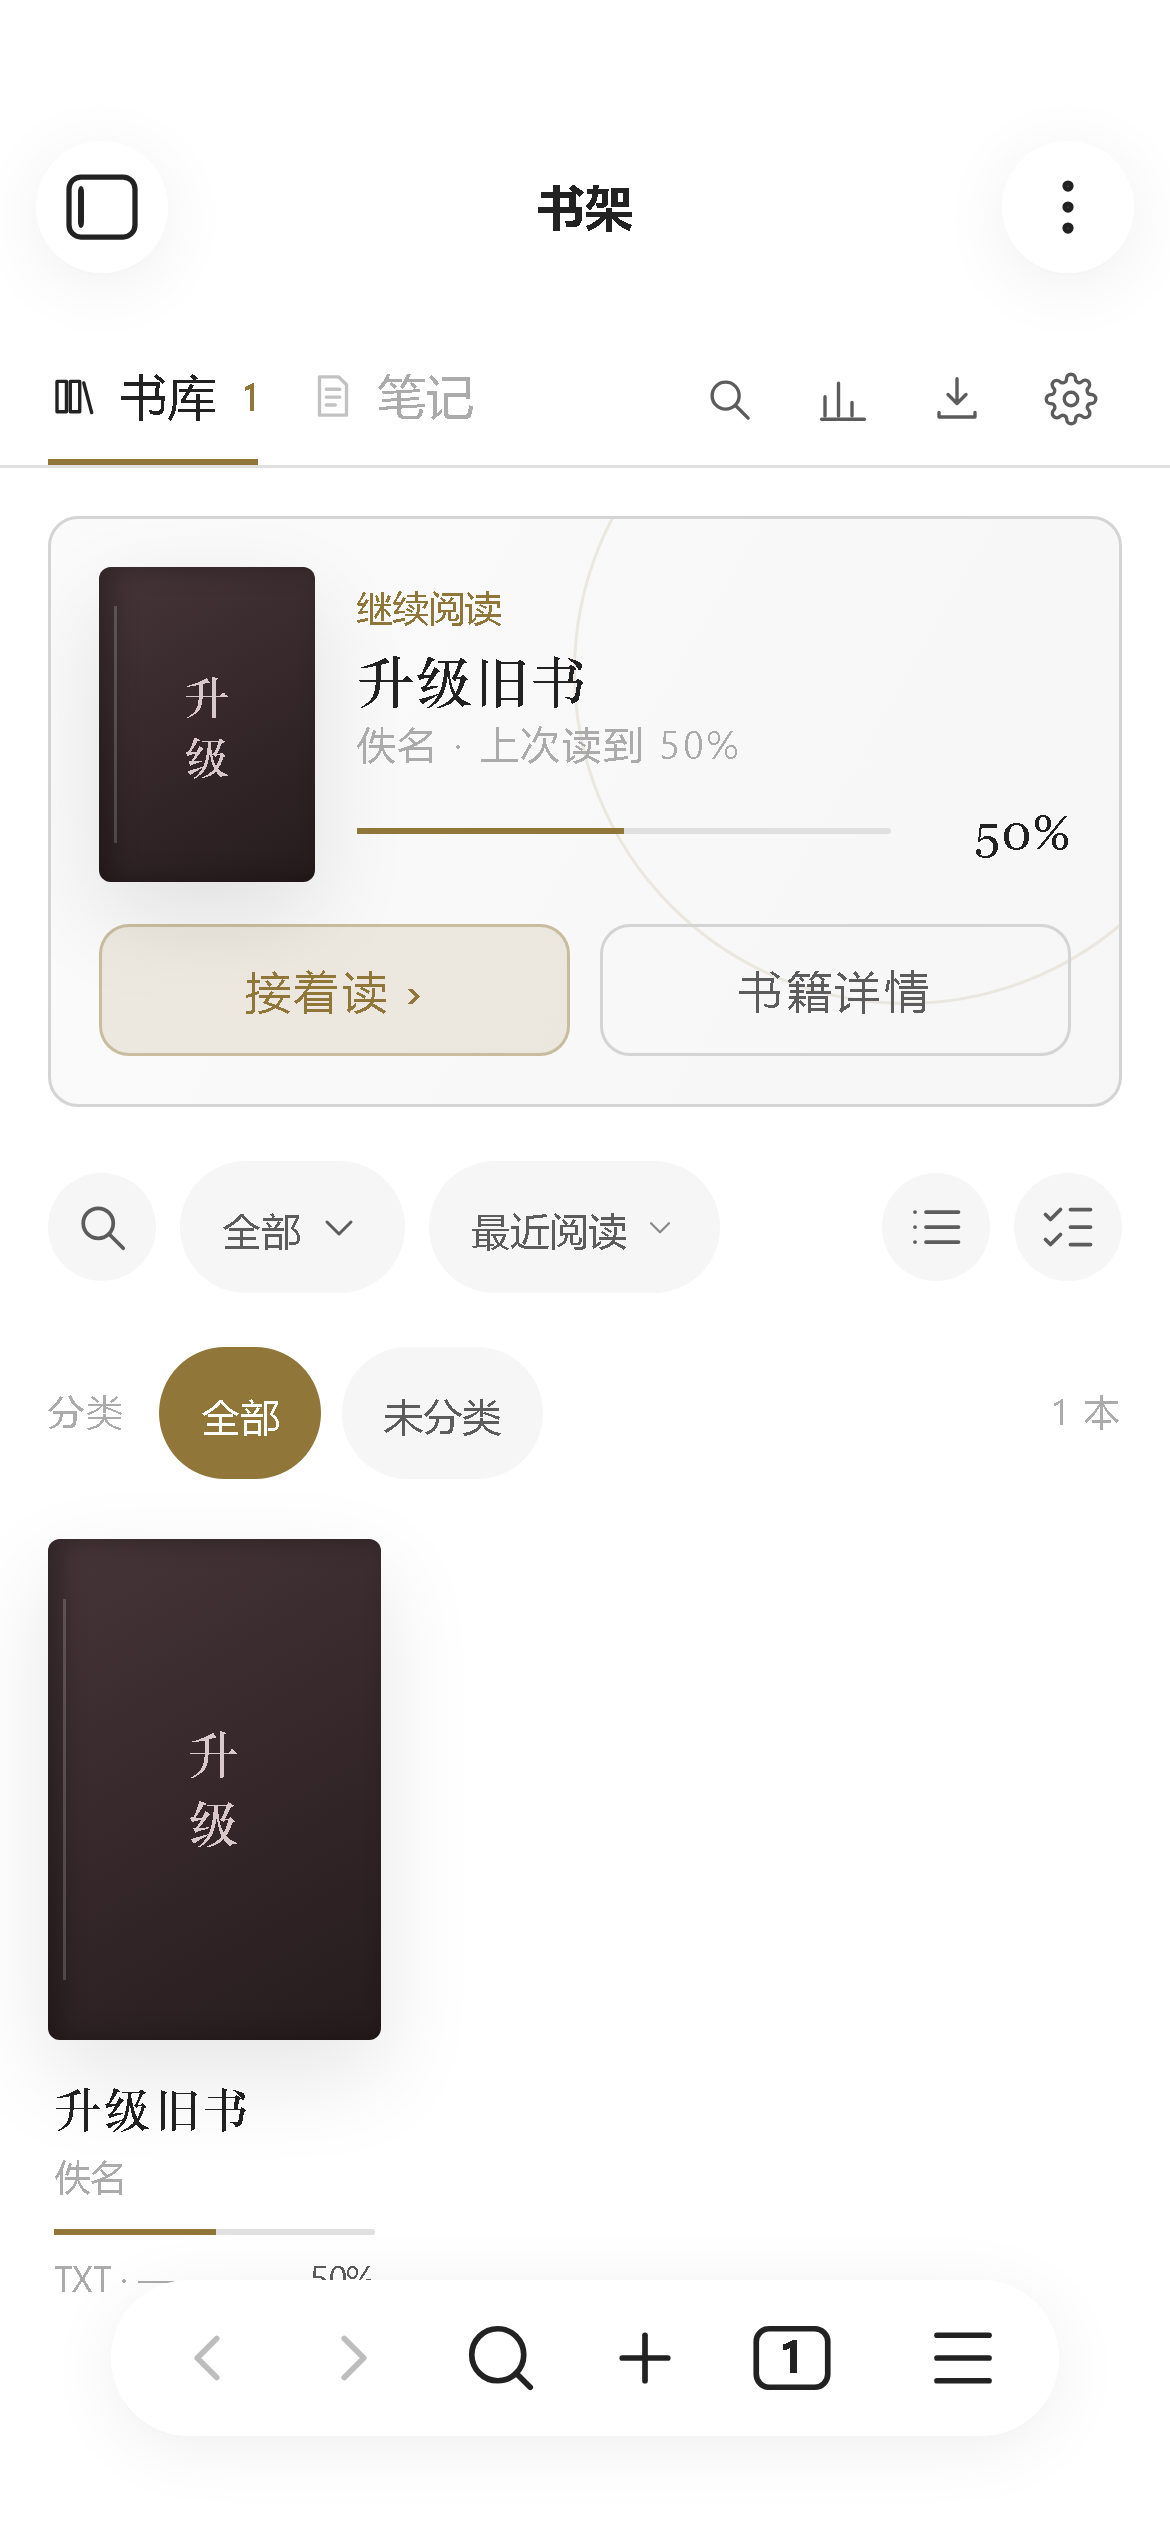 书架
书库 1 笔记
升
级
继续阅读
升级旧书
佚名 · 上次读到 50%
50%
接着读 ›
书籍详情
全部
最近阅读
分类 全部 未分类 1 本
升
级
升级旧书
佚名
TXT · — 50%
1